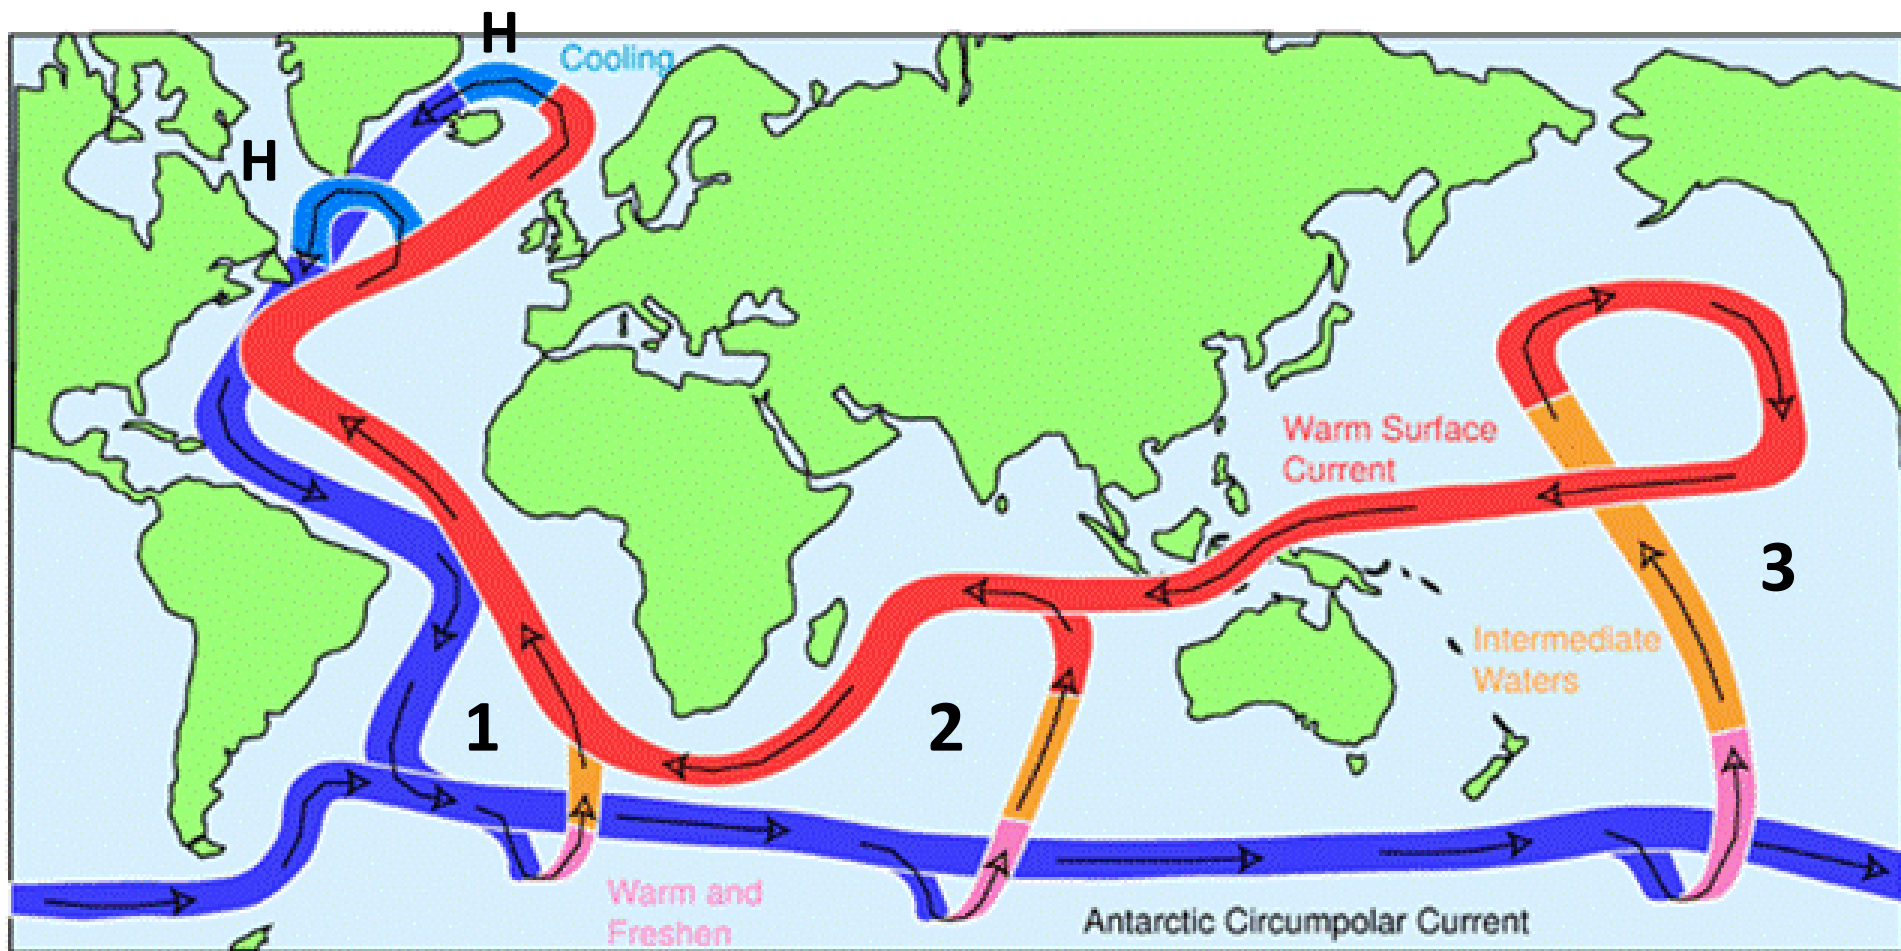 H
Cooling
H
Warm Surface
Current
3
Intermediate
Waters
1
2
Warm and
Freshen
Antarctic Circumpolar Current